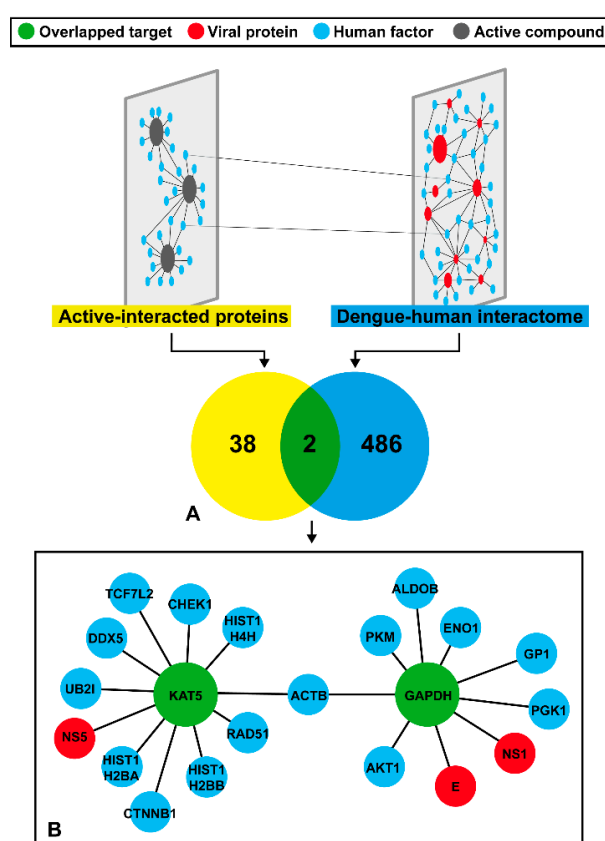 Overlapped target Viral protein Human factor Active compound
Active-interacted proteins
Dengue-human interactome
38
2
486
A
TCF7L2
CHEK1
HIST1
H4H
DDX5
UB2I
KAT5
NS5
HIST1
H2BA
CTNNB1
HIST1
H2BB
RAD51
ACTB
ALDOB
PKM
ENO1
GP1
GAPDH
PGK1
AKT1
E
NS1
B